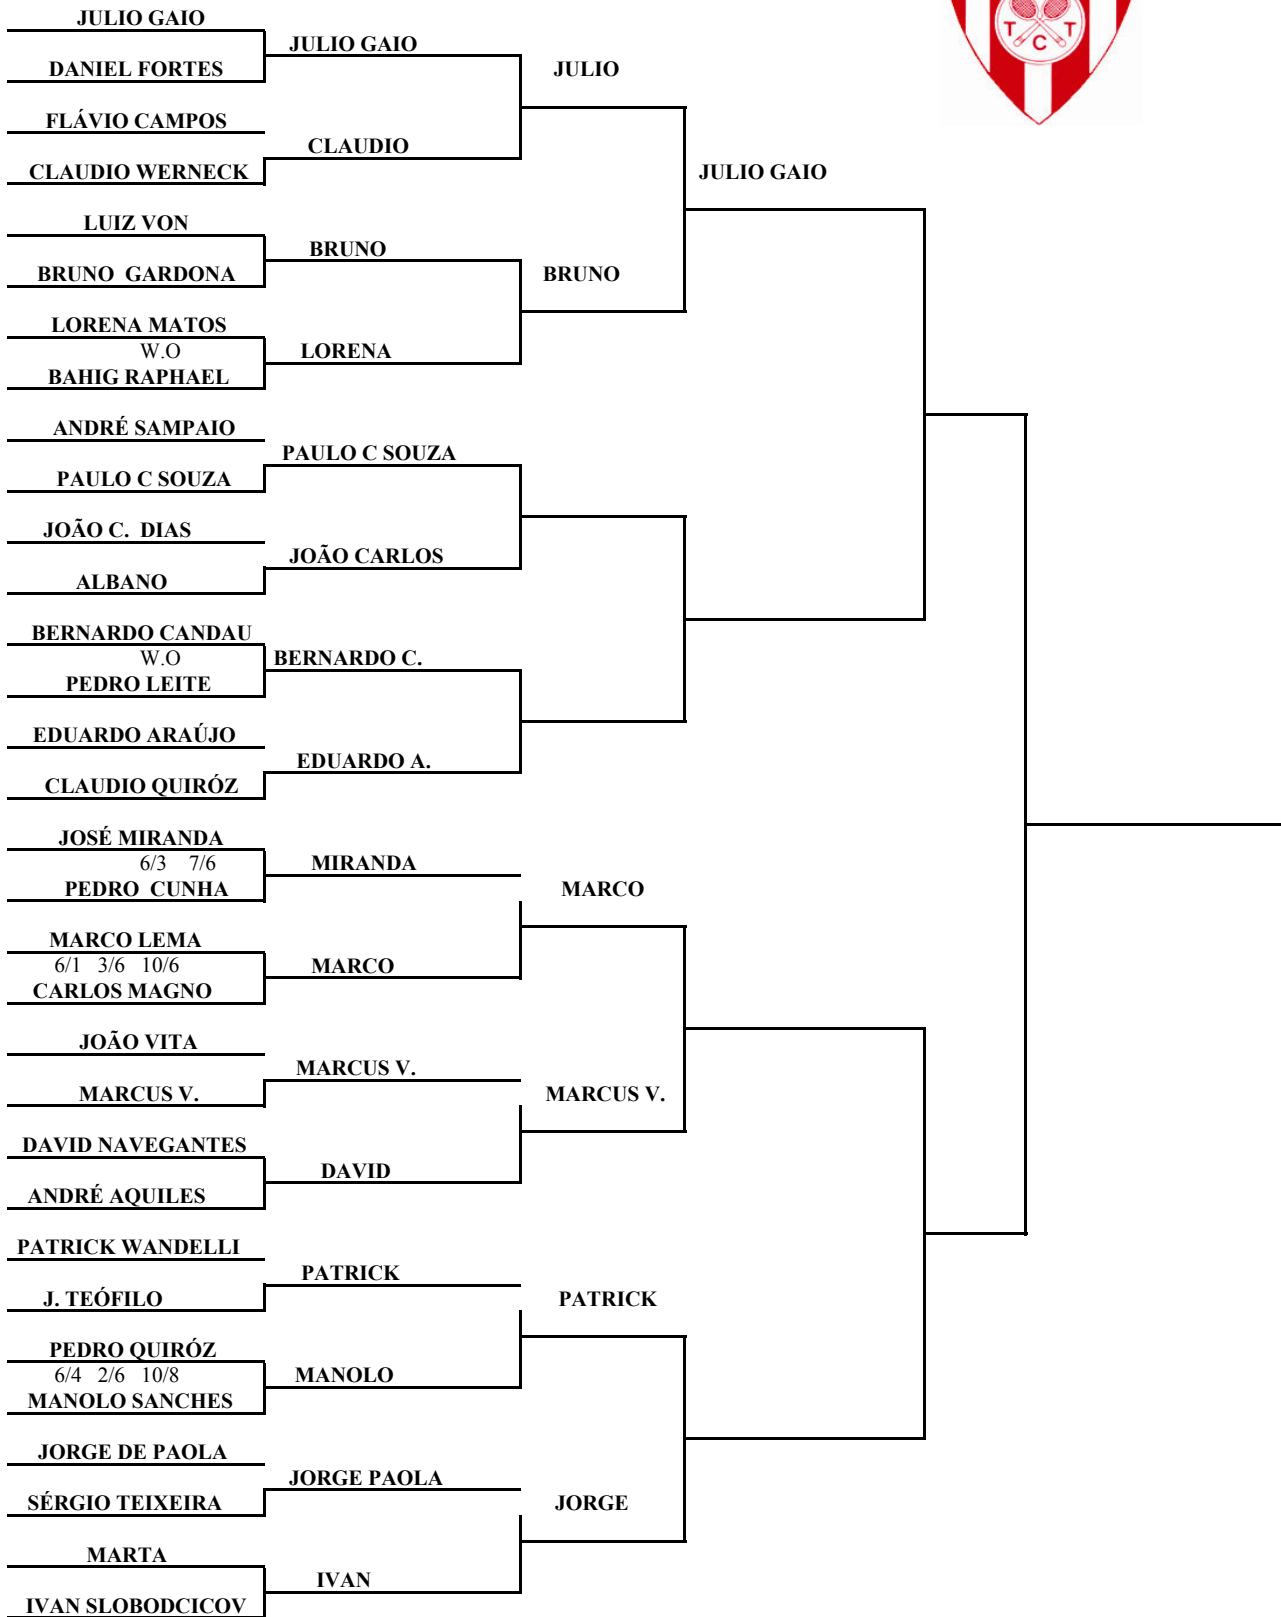 JULIO GAIO
DANIEL FORTES
FLÁVIO CAMPOS
CLAUDIO WERNECK
LUIZ VON
BRUNO GARDONA
LORENA MATOS
W.O
BAHIG RAPHAEL
ANDRÉ SAMPAIO
PAULO C SOUZA
JOÃO C. DIAS
ALBANO
BERNARDO CANDAU
W.O
PEDRO LEITE
EDUARDO ARAÚJO
CLAUDIO QUIRÓZ
JOSÉ MIRANDA
6/3 7/6
PEDRO CUNHA
MARCO LEMA
6/1 3/6 10/6
CARLOS MAGNO
JOÃO VITA
MARCUS V.
DAVID NAVEGANTES
ANDRÉ AQUILES
PATRICK WANDELLI
J. TEÓFILO
PEDRO QUIRÓZ
6/4 2/6 10/8
MANOLO SANCHES
JORGE DE PAOLA
SÉRGIO TEIXEIRA
MARTA
IVAN SLOBODCICOV
JULIO GAIO
CLAUDIO
BRUNO
LORENA
PAULO C SOUZA
JOÃO CARLOS
BERNARDO C.
EDUARDO A.
MIRANDA
MARCO
MARCUS V.
DAVID
PATRICK
MANOLO
JORGE PAOLA
IVAN
JULIO
BRUNO
MARCO
MARCUS V.
PATRICK
JORGE
JULIO GAIO
T C T